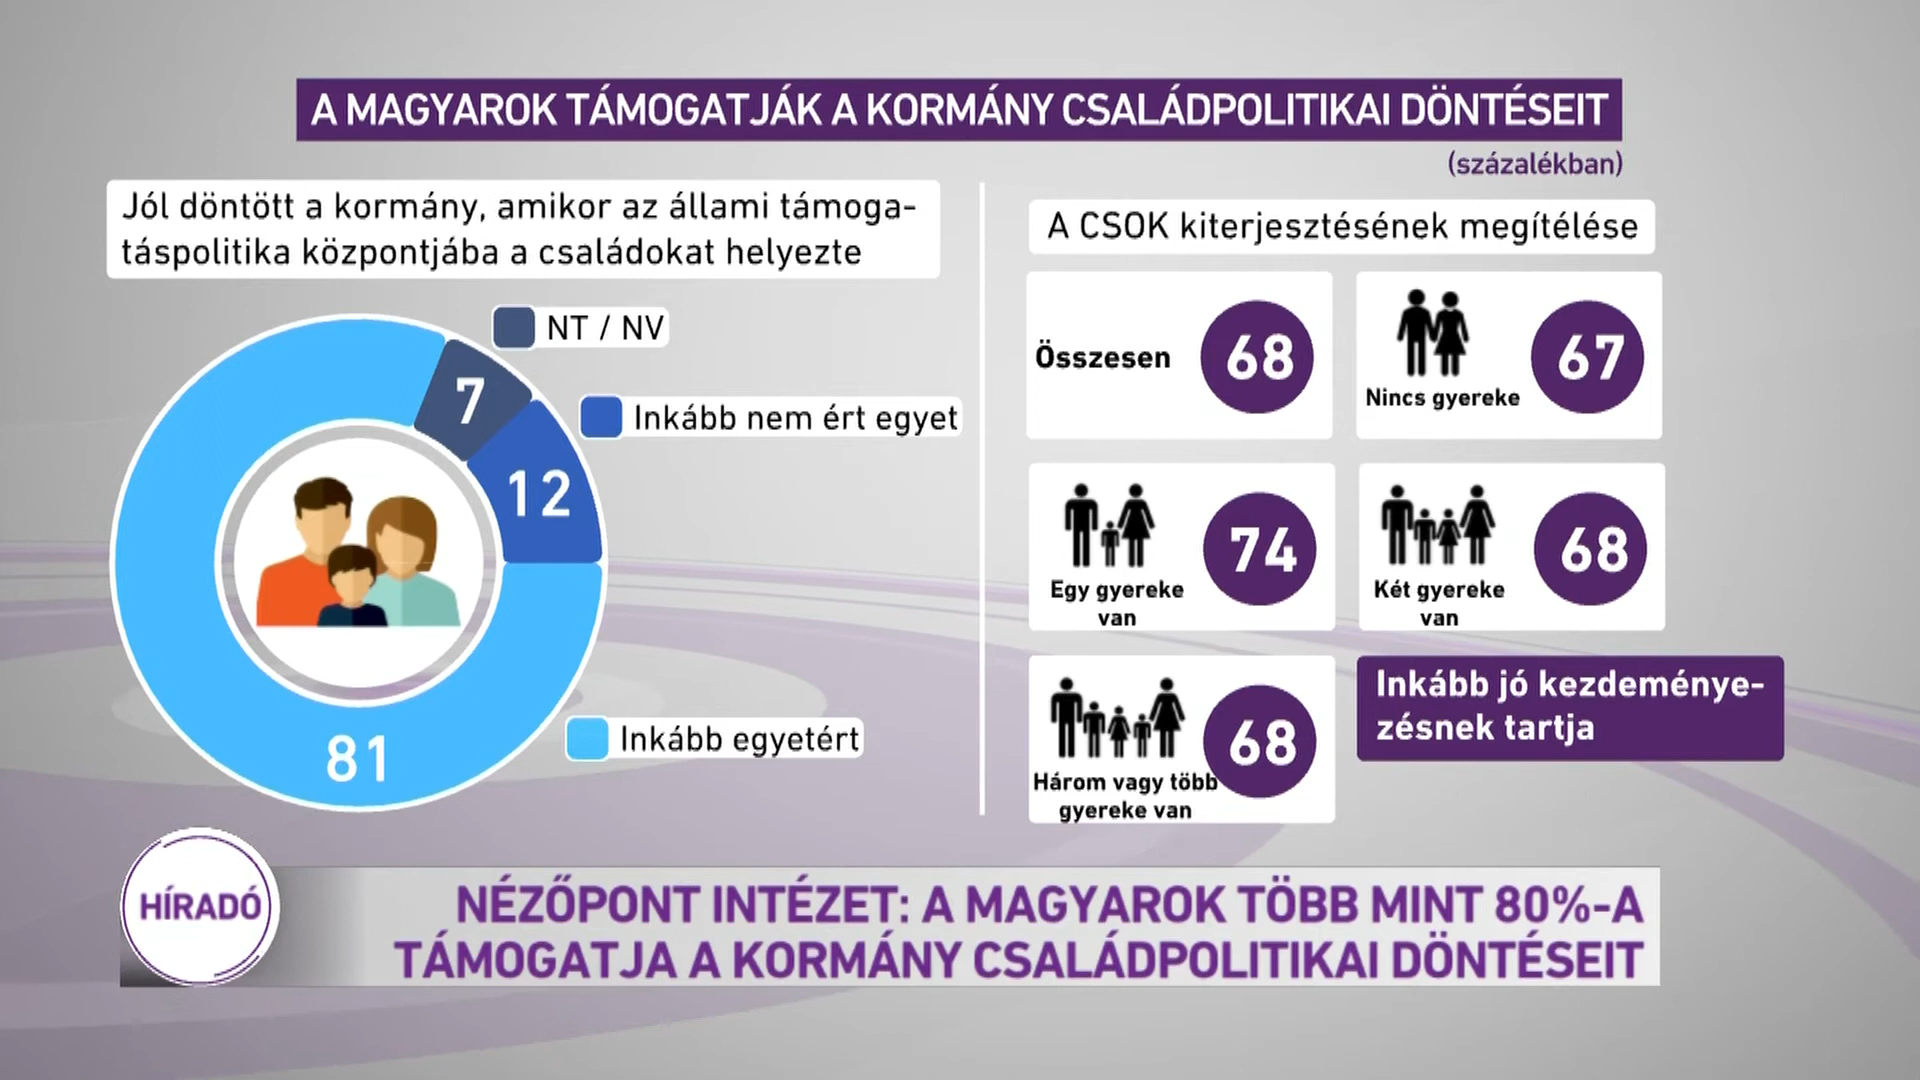 A MAGYAROK TÁMOGATJÁK A KORMÁNY CSALÁDPOLITIKAI DÖNTÉSEIT
(százalékban)
Jól döntött a kormány, amikor az állami támoga-
táspolitika központjába a családokat helyezte
NT / NV
7
Inkább nem ért egyet
12
Inkább egyetért
81
A CSOK kiterjesztésének megítélése
Összesen
68
Nincs gyereke
67
Egy gyereke
van
74
Két gyereke
van
68
Három vagy több
gyereke van
68
Inkább jó kezdeménye-
zésnek tartja
HÍRADÓ
NÉZŐPONT INTÉZET: A MAGYAROK TÖBB MINT 80%-A
TÁMOGATJA A KORMÁNY CSALÁDPOLITIKAI DÖNTÉSEIT